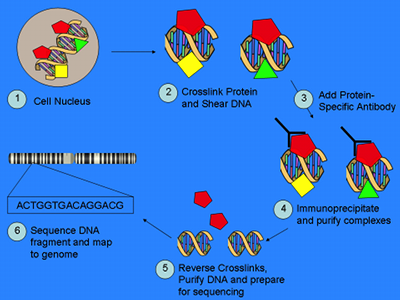 1 Cell Nucleus
2 Crosslink Protein
and Shear DNA
3 Add Protein-
Specific Antibody
4 Immunoprecipitate
and purify complexes
5 Reverse Crosslinks,
Purify DNA and prepare
for sequencing
ACTGGTGACAGGACG
6 Sequence DNA
fragment and map
to genome